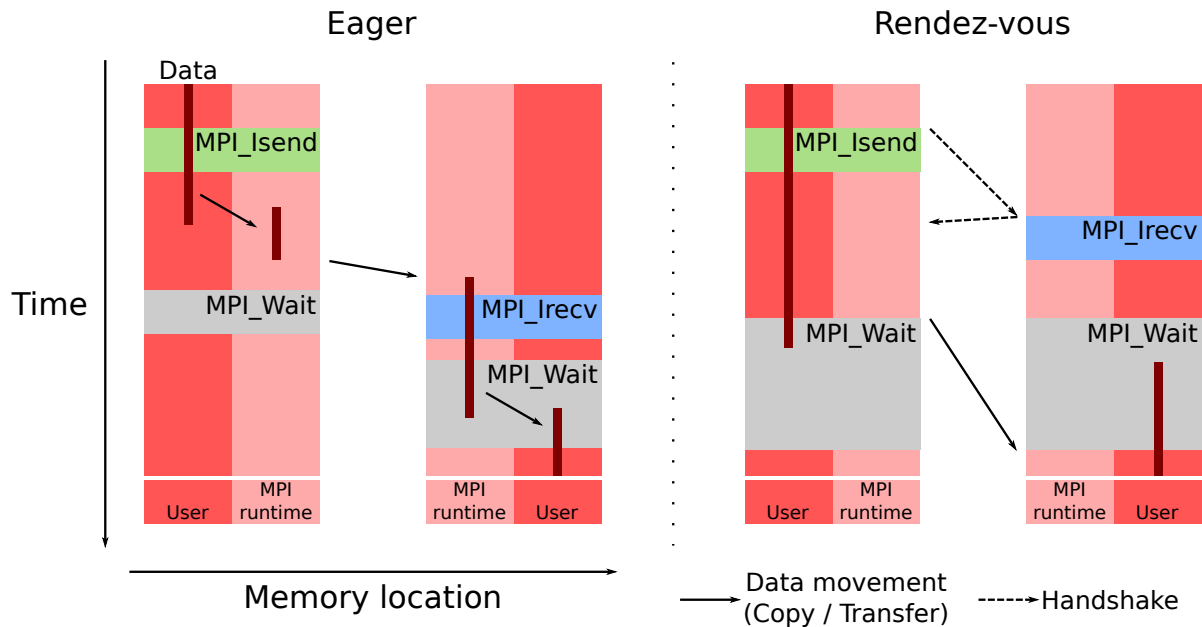 Eager
Rendez-vous
Data
MPI_Isend
MPI_Wait
MPI_Irecv
MPI_Wait
MPI_Isend
MPI_Irecv
MPI_Wait
MPI_Wait
Time
User
MPI
runtime
MPI
runtime
User
User
MPI
runtime
MPI
runtime
User
Memory location
Data movement
(Copy / Transfer)
Handshake